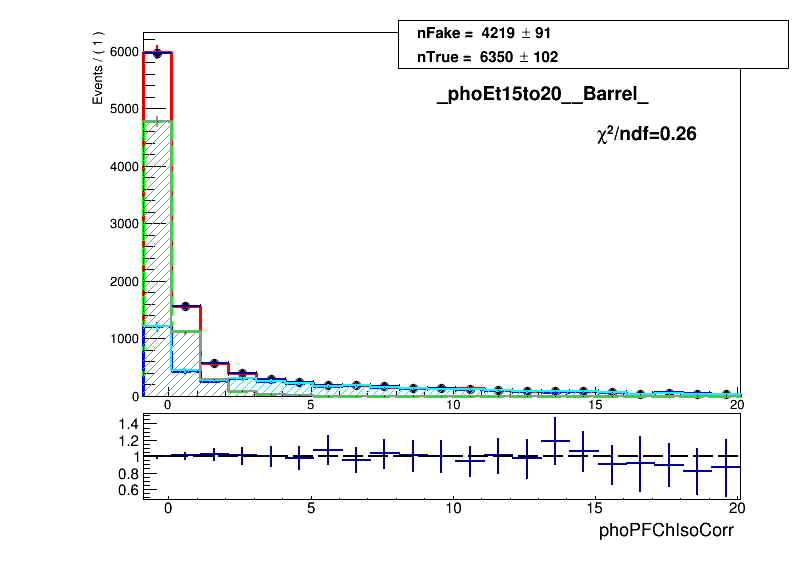 nFake = 4219 ± 91
nTrue = 6350 ± 102
_phoEt15to20__Barrel_
χ²/ndf=0.26
Events / ( 1 )
6000
5000
4000
3000
2000
1000
0
0 5 10 15 20
1.4
1.2
1
0.8
0.6
0 5 10 15 20
phoPFChIsoCorr